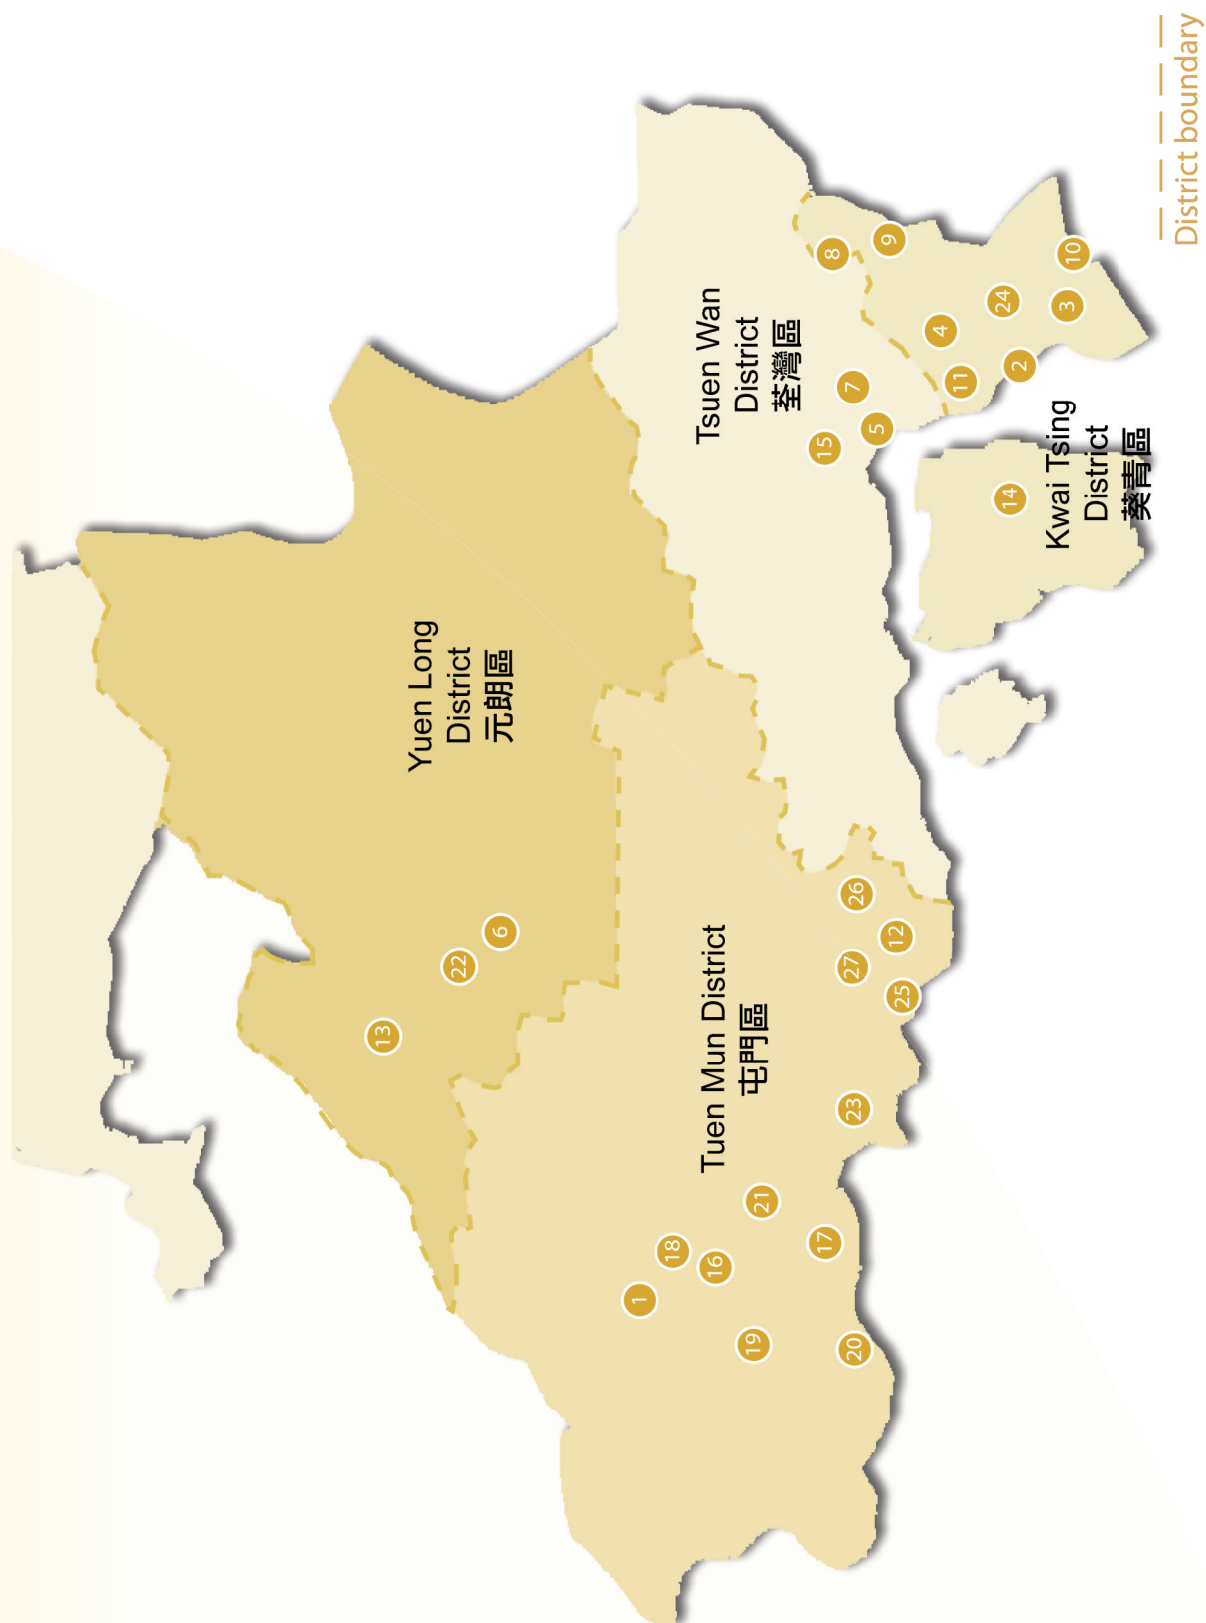 13
Yuen Long
District
元朗區
22
6
1
18
16
Tuen Mun District
屯門區
19
21
17
20
23
27
26
12
25
Tsuen Wan
District
荃灣區
15
7
5
8
9
4
11
24
2
3
10
14
Kwai Tsing
District
葵青區
District boundary